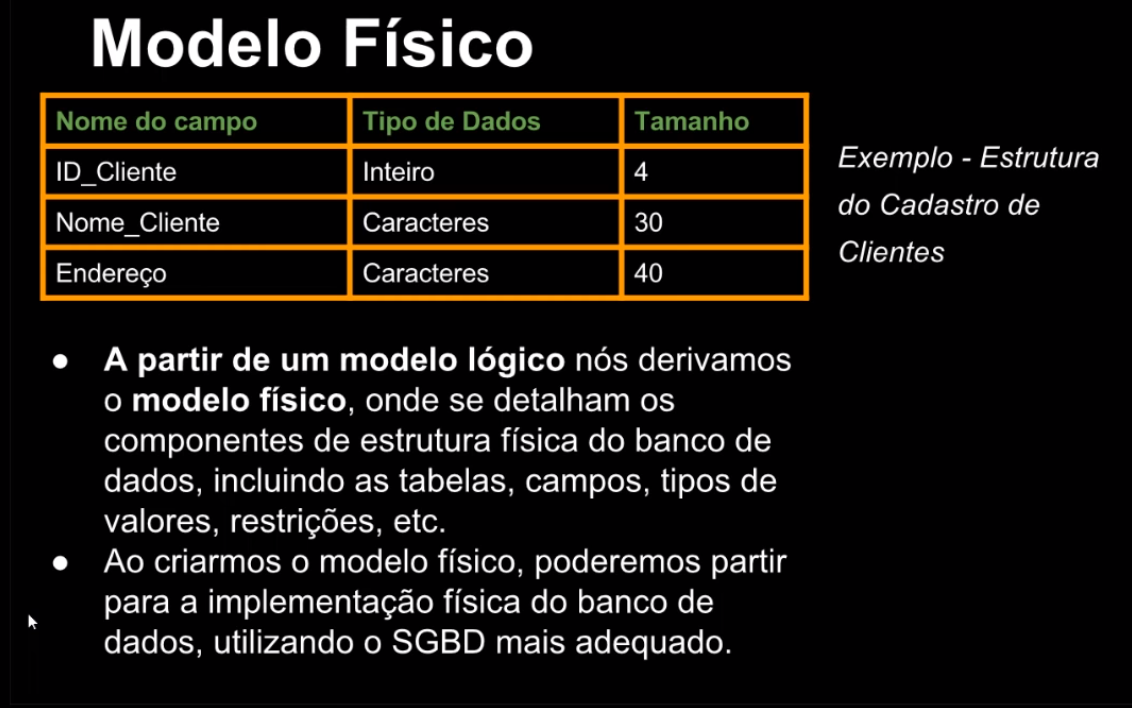 Modelo Físico
Nome do campo Tipo de Dados Tamanho
ID_Cliente Inteiro 4
Nome_Cliente Caracteres 30
Endereço Caracteres 40
Exemplo - Estrutura
do Cadastro de
Clientes
● A partir de um modelo lógico nós derivamos
o modelo físico, onde se detalham os
componentes de estrutura física do banco de
dados, incluindo as tabelas, campos, tipos de
valores, restrições, etc.
● Ao criarmos o modelo físico, poderemos partir
para a implementação física do banco de
dados, utilizando o SGBD mais adequado.